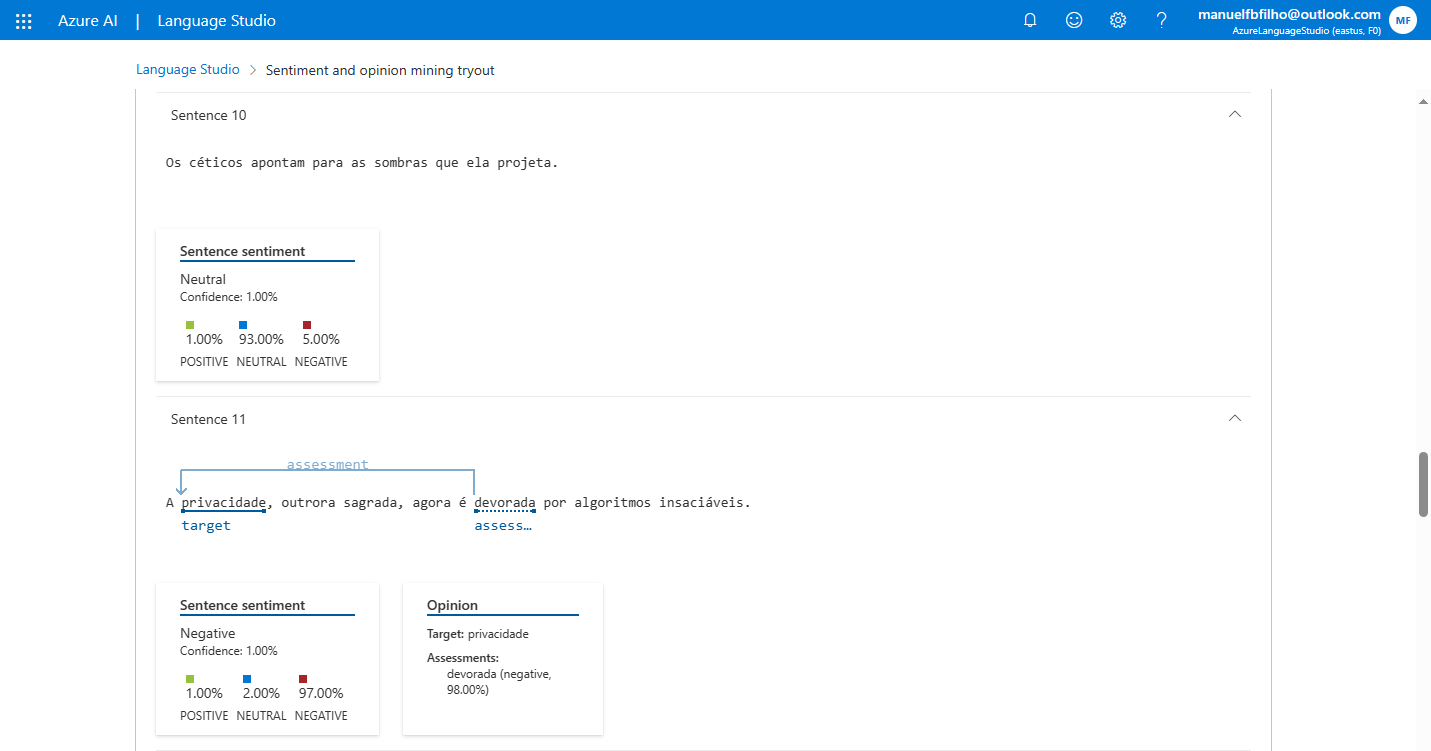 Azure AI | Language Studio
manuelfbfilho@outlook.com
AzureLanguageStudio (eastus, F0)
MF
Language Studio > Sentiment and opinion mining tryout
Sentence 10
Os céticos apontam para as sombras que ela projeta.
Sentence sentiment
Neutral
Confidence: 1.00%
1.00% 93.00% 5.00%
POSITIVE NEUTRAL NEGATIVE
Sentence 11
assessment
A privacidade, outrora sagrada, agora é devorada por algoritmos insaciáveis.
target assess…
Sentence sentiment
Negative
Confidence: 1.00%
1.00% 2.00% 97.00%
POSITIVE NEUTRAL NEGATIVE
Opinion
Target: privacidade
Assessments:
devorada (negative,
98.00%)